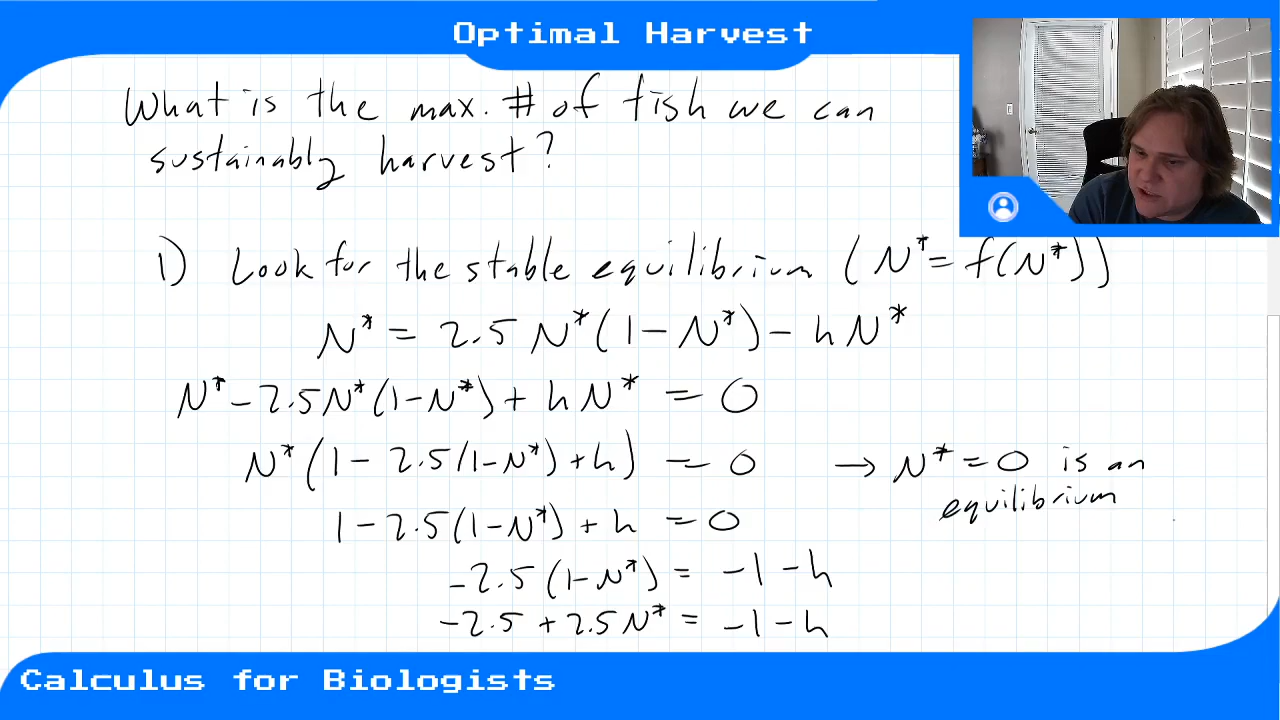 Optimal Harvest
What is the max. # of fish we can
sustainably harvest?
1) Look for the stable equilibrium (N* = f(N*))
N* = 2.5 N*(1 - N*) - h N*
N* - 2.5N*(1-N*) + h N* = 0
N* (1 - 2.5(1-N*) + h) = 0 → N* = 0 is an
equilibrium
1 - 2.5(1-N*) + h = 0
-2.5 (1-N*) = -1 - h
-2.5 + 2.5N* = -1 - h
Calculus for Biologists